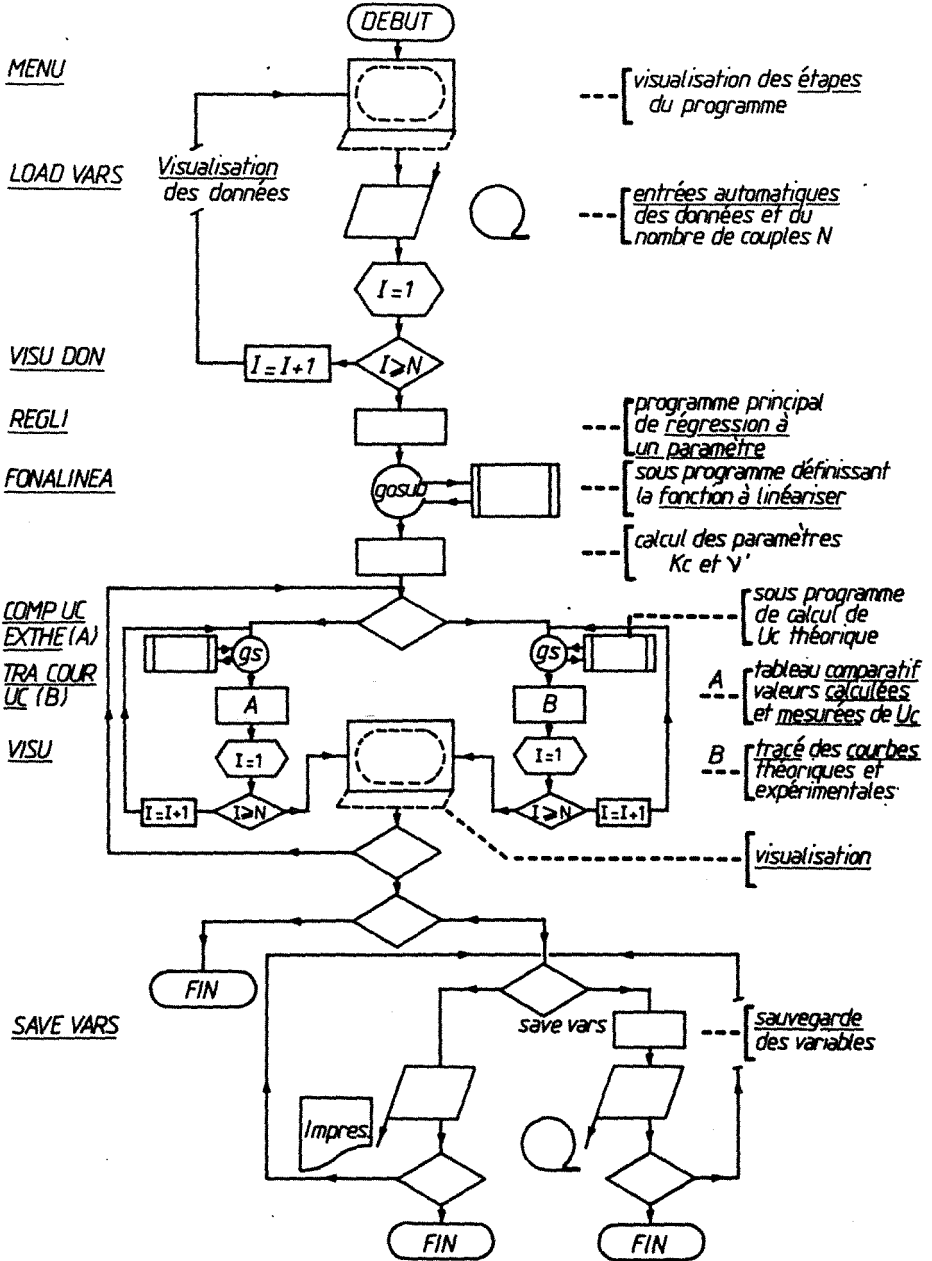 DEBUT
MENU
visualisation des étapes
du programme
LOAD VARS
Visualisation
des données
entrées automatiques
des données et du
nombre de couples N
I=1
VISU DON
I=I+1
I⩾N
REGLI
programme principal
de régression à
un paramètre
FONALINEA
gosub
sous programme définissant
la fonction à linéariser
calcul des paramètres
Kc et ν'
COMP UC
EXTHE (A)
gs
gs
sous programme
de calcul de
Uc théorique
TRA COUR
UC (B)
A
B
A
tableau comparatif
valeurs calculées
et mesurées de Uc
VISU
I=1
I=1
B
tracé des courbes
théoriques et
expérimentales
I=I+1
I⩾N
I⩾N
I=I+1
visualisation
FIN
SAVE VARS
save vars
sauvegarde
des variables
Impres.
FIN
FIN